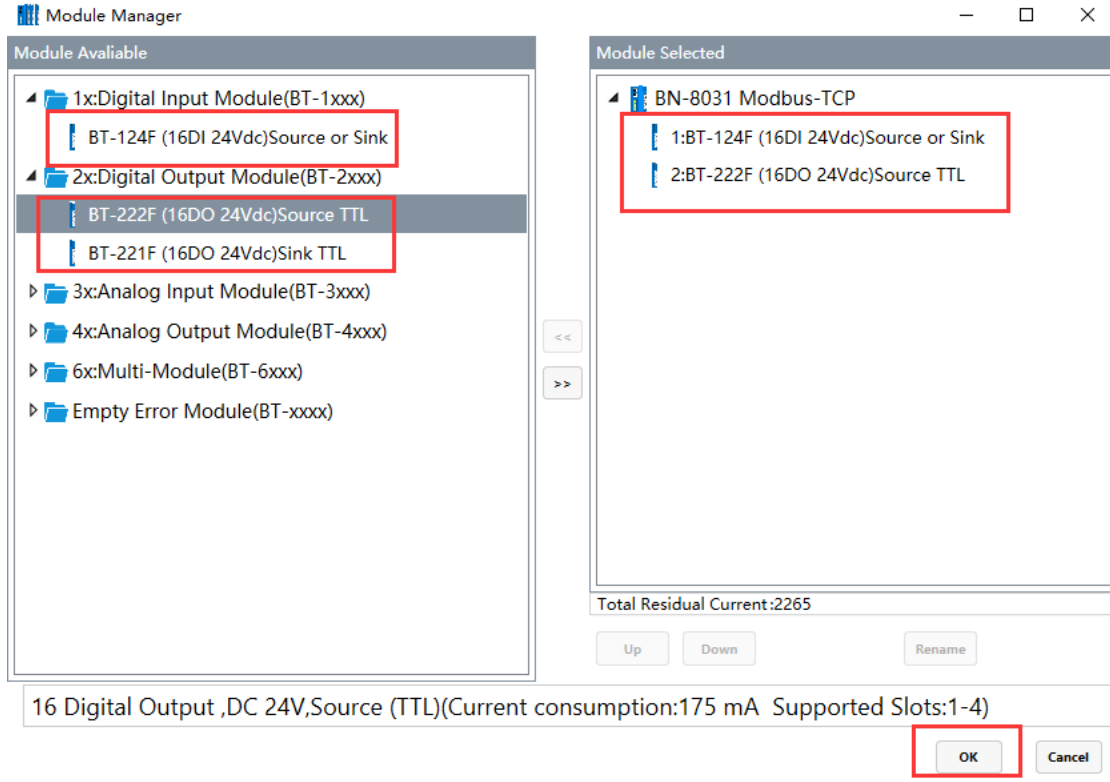 Module Manager
Module Avaliable
1x:Digital Input Module(BT-1xxx)
BT-124F (16DI 24Vdc)Source or Sink
2x:Digital Output Module(BT-2xxx)
BT-222F (16DO 24Vdc)Source TTL
BT-221F (16DO 24Vdc)Sink TTL
3x:Analog Input Module(BT-3xxx)
4x:Analog Output Module(BT-4xxx)
6x:Multi-Module(BT-6xxx)
Empty Error Module(BT-xxxx)
<<
>>
Module Selected
BN-8031 Modbus-TCP
1:BT-124F (16DI 24Vdc)Source or Sink
2:BT-222F (16DO 24Vdc)Source TTL
Total Residual Current:2265
Up Down Rename
16 Digital Output ,DC 24V,Source (TTL)(Current consumption:175 mA  Supported Slots:1-4)
OK Cancel